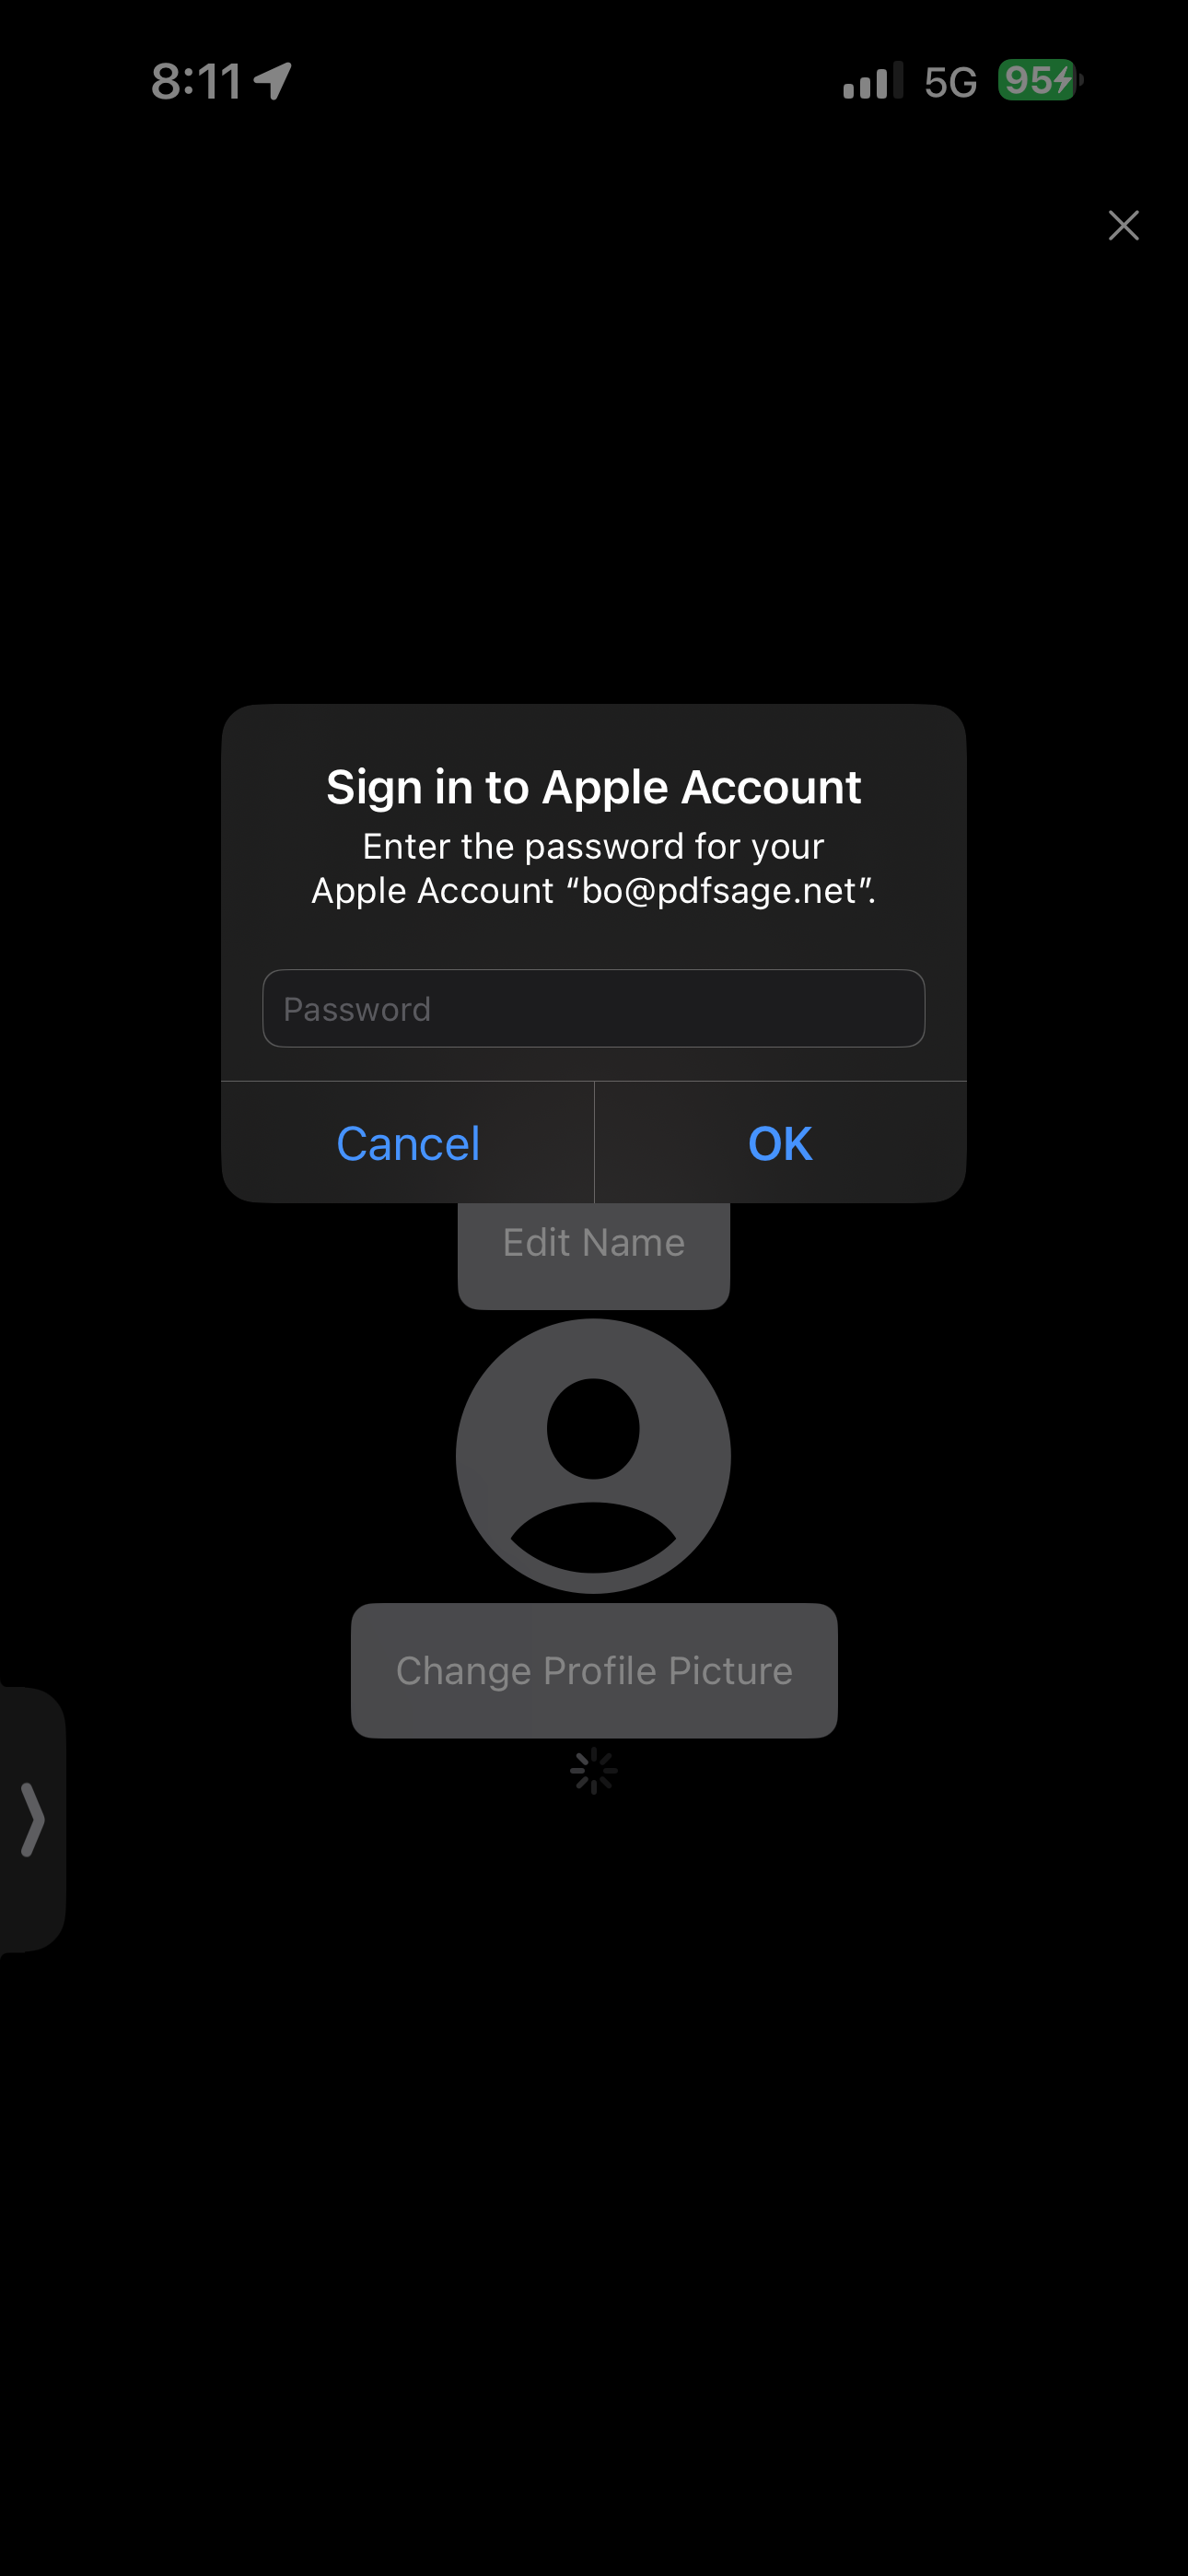 8:11
5G
95
Sign in to Apple Account
Enter the password for your
Apple Account “bo@pdfsage.net”.
Password
Cancel
OK
Edit Name
Change Profile Picture